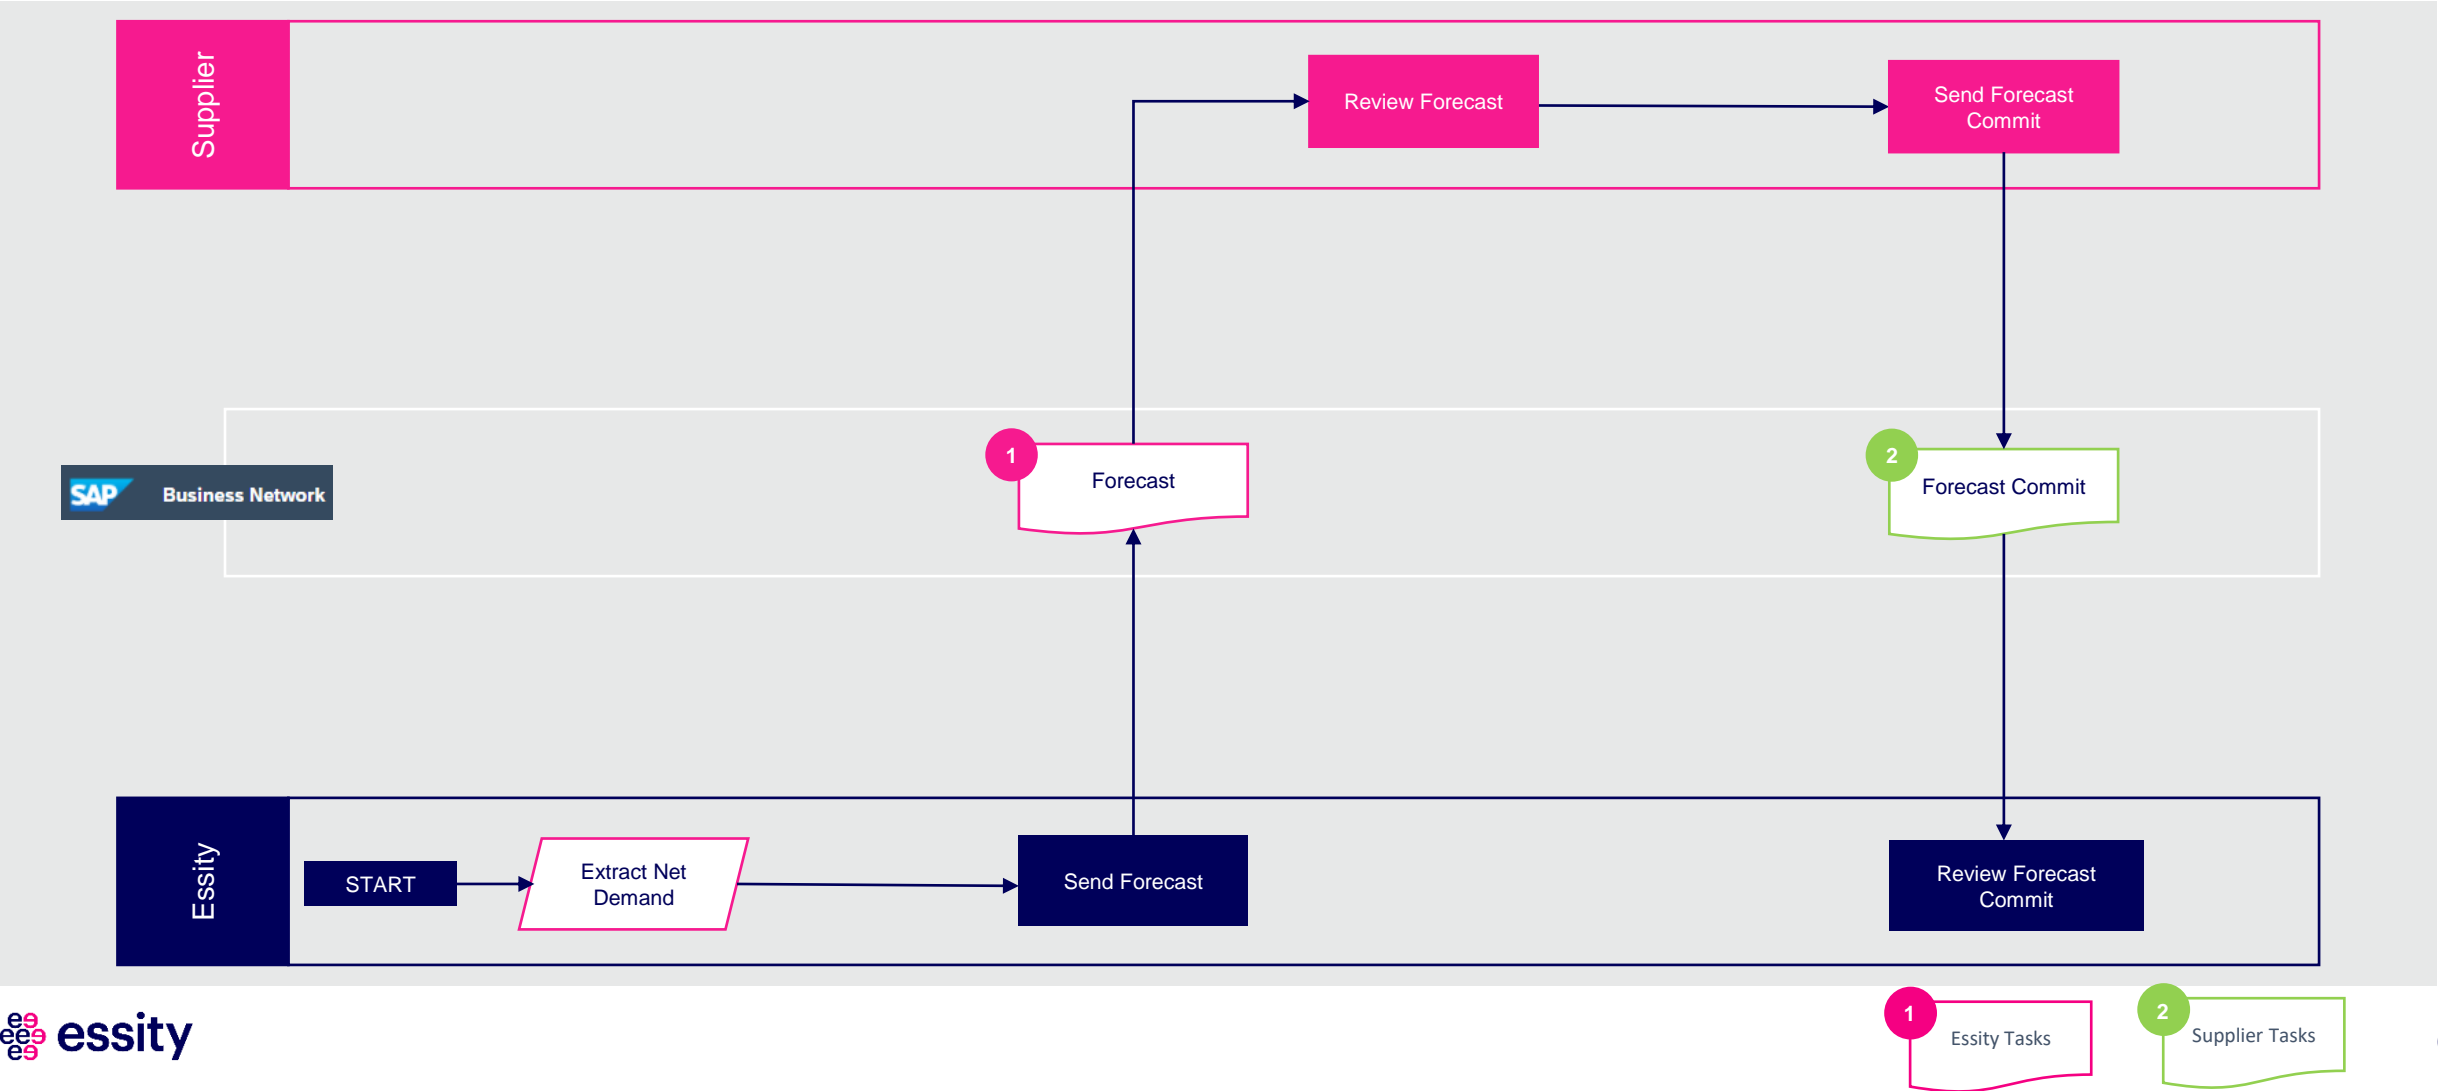 Supplier
Review Forecast
Send Forecast
Commit
1
Forecast
2
Forecast Commit
SAP Business Network
Essity
START
Extract Net
Demand
Send Forecast
Review Forecast
Commit
essity
1
Essity Tasks
2
Supplier Tasks